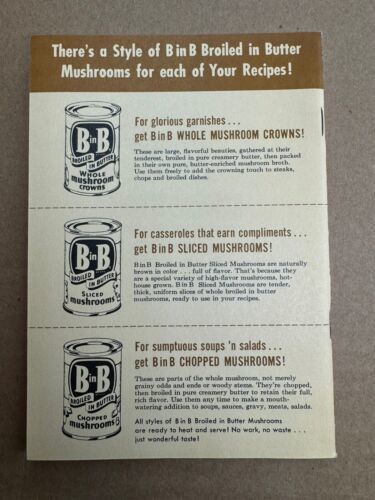 There's a Style of B in B Broiled in Butter
Mushrooms for each of Your Recipes!
B in B
BROILED IN BUTTER
Whole
mushroom
crowns
For glorious garnishes...
get B in B WHOLE MUSHROOM CROWNS!
These are large, flavorful beauties, gathered at their
tenderest, broiled in pure creamery butter, then packed
in their own pure, butter-enriched mushroom broth.
Use them freely to add the crowning touch to steaks,
chops and broiled dishes.
B in B
BROILED IN BUTTER
SLICED
mushrooms
For casseroles that earn compliments...
get B in B SLICED MUSHROOMS!
B in B Broiled in Butter Sliced Mushrooms are naturally
brown in color . . . full of flavor. That's because they
are a special variety of high-flavor mushrooms, hot-
house grown. B in B Sliced Mushrooms are tender,
thick, uniform slices of whole broiled in butter
mushrooms, ready to use in your recipes.
B in B
BROILED IN BUTTER
CHOPPED
mushrooms
For sumptuous soups 'n salads...
get B in B CHOPPED MUSHROOMS!
These are parts of the whole mushroom, not merely
grainy odds and ends or woody stems. They're chopped,
then broiled in pure creamery butter to retain their full,
rich flavor. Use them any time to make a mouth-
watering addition to soups, sauces, gravy, meats, salads.
All styles of B in B Broiled in Butter Mushrooms
are ready to heat and serve! No work, no waste . . .
just wonderful taste!